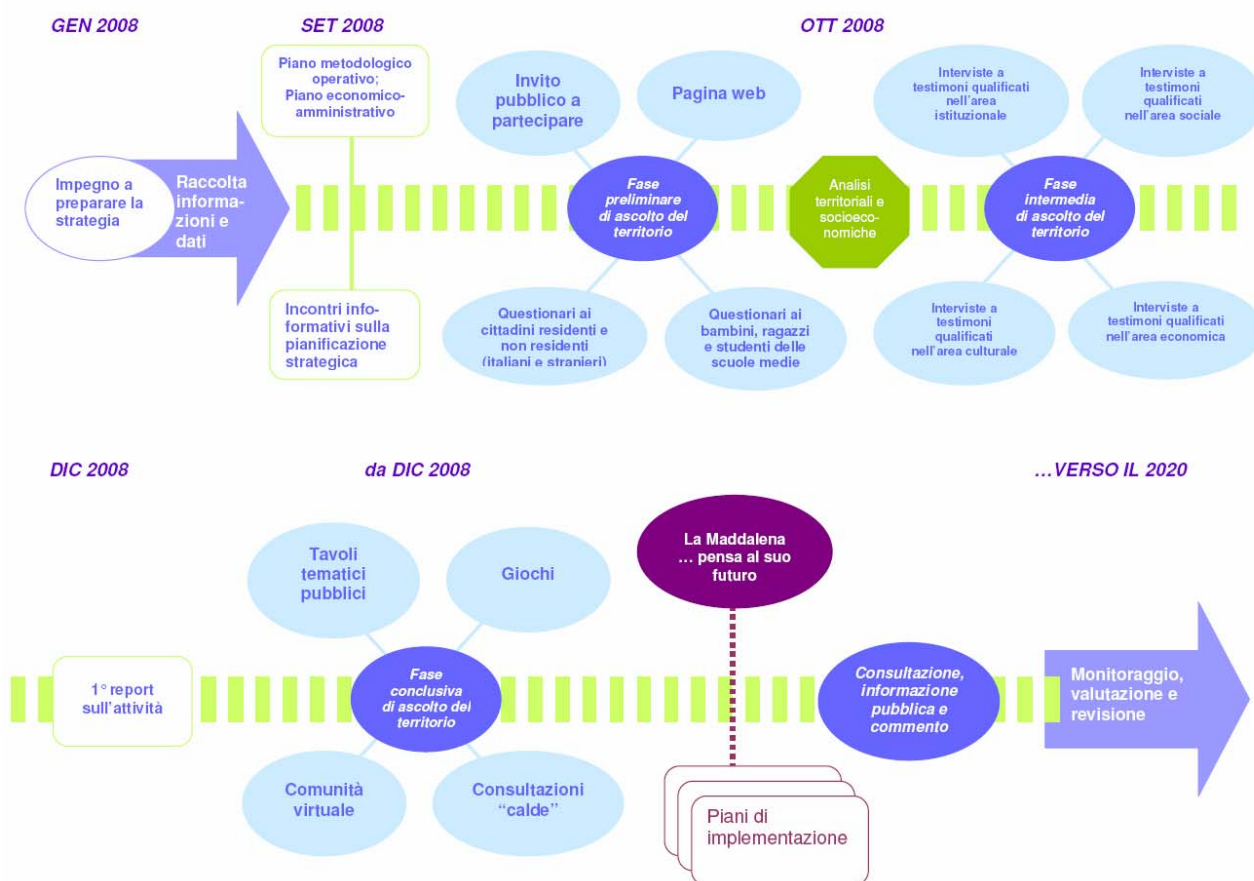 GEN 2008
SET 2008
OTT 2008
Piano metodologico
operativo;
Piano economico-
amministrativo
Invito
pubblico a
partecipare
Pagina web
Interviste a
testimoni qualificati
nell'area
istituzionale
Interviste a
testimoni
qualificati
nell'area sociale
Impegno a
preparare la
strategia
Raccolta
informa-
zioni e
dati
Fase
preliminare
di ascolto del
territorio
Analisi
territoriali e
socioeco-
nomiche
Fase
intermedia
di ascolto del
territorio
Incontri info-
formativi sulla
pianificazione
strategica
Questionari ai
cittadini residenti e
non residenti
(italiani e stranieri)
Questionari ai
bambini, ragazzi
e studenti delle
scuole medie
Interviste a
testimoni
qualificati
nell'area culturale
Interviste a
testimoni qualificati
nell'area economica
DIC 2008
da DIC 2008
...VERSO IL 2020
Tavoli
tematici
pubblici
Giochi
La Maddalena
... pensa al suo
futuro
1° report
sull'attività
Fase
conclusiva
di ascolto del
territorio
Consultazione,
informazione
pubblica e
commento
Monitoraggio,
valutazione e
revisione
Comunità
virtuale
Consultazioni
“calde”
Piani di
implementazione